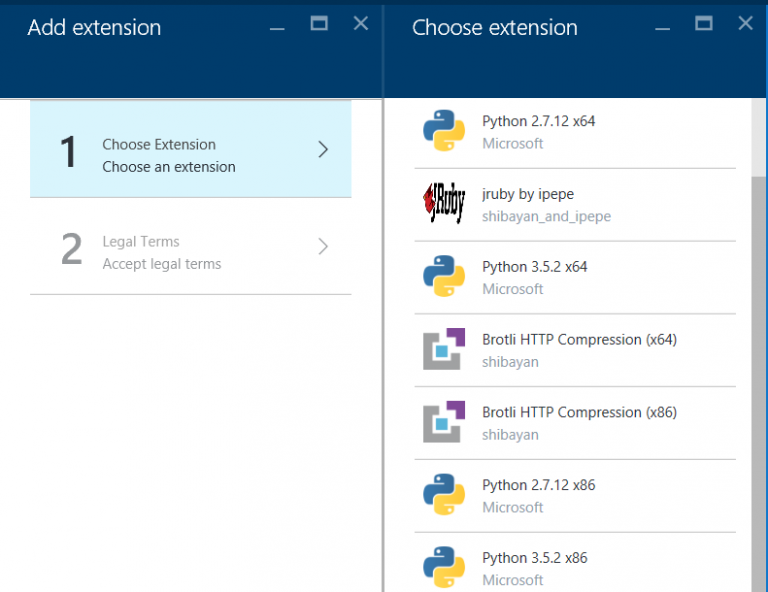 Add extension
1
Choose Extension
Choose an extension
2
Legal Terms
Accept legal terms
Choose extension
Python 2.7.12 x64
Microsoft
JRuby
jruby by ipepe
shibayan_and_ipepe
Python 3.5.2 x64
Microsoft
Brotli HTTP Compression (x64)
shibayan
Brotli HTTP Compression (x86)
shibayan
Python 2.7.12 x86
Microsoft
Python 3.5.2 x86
Microsoft